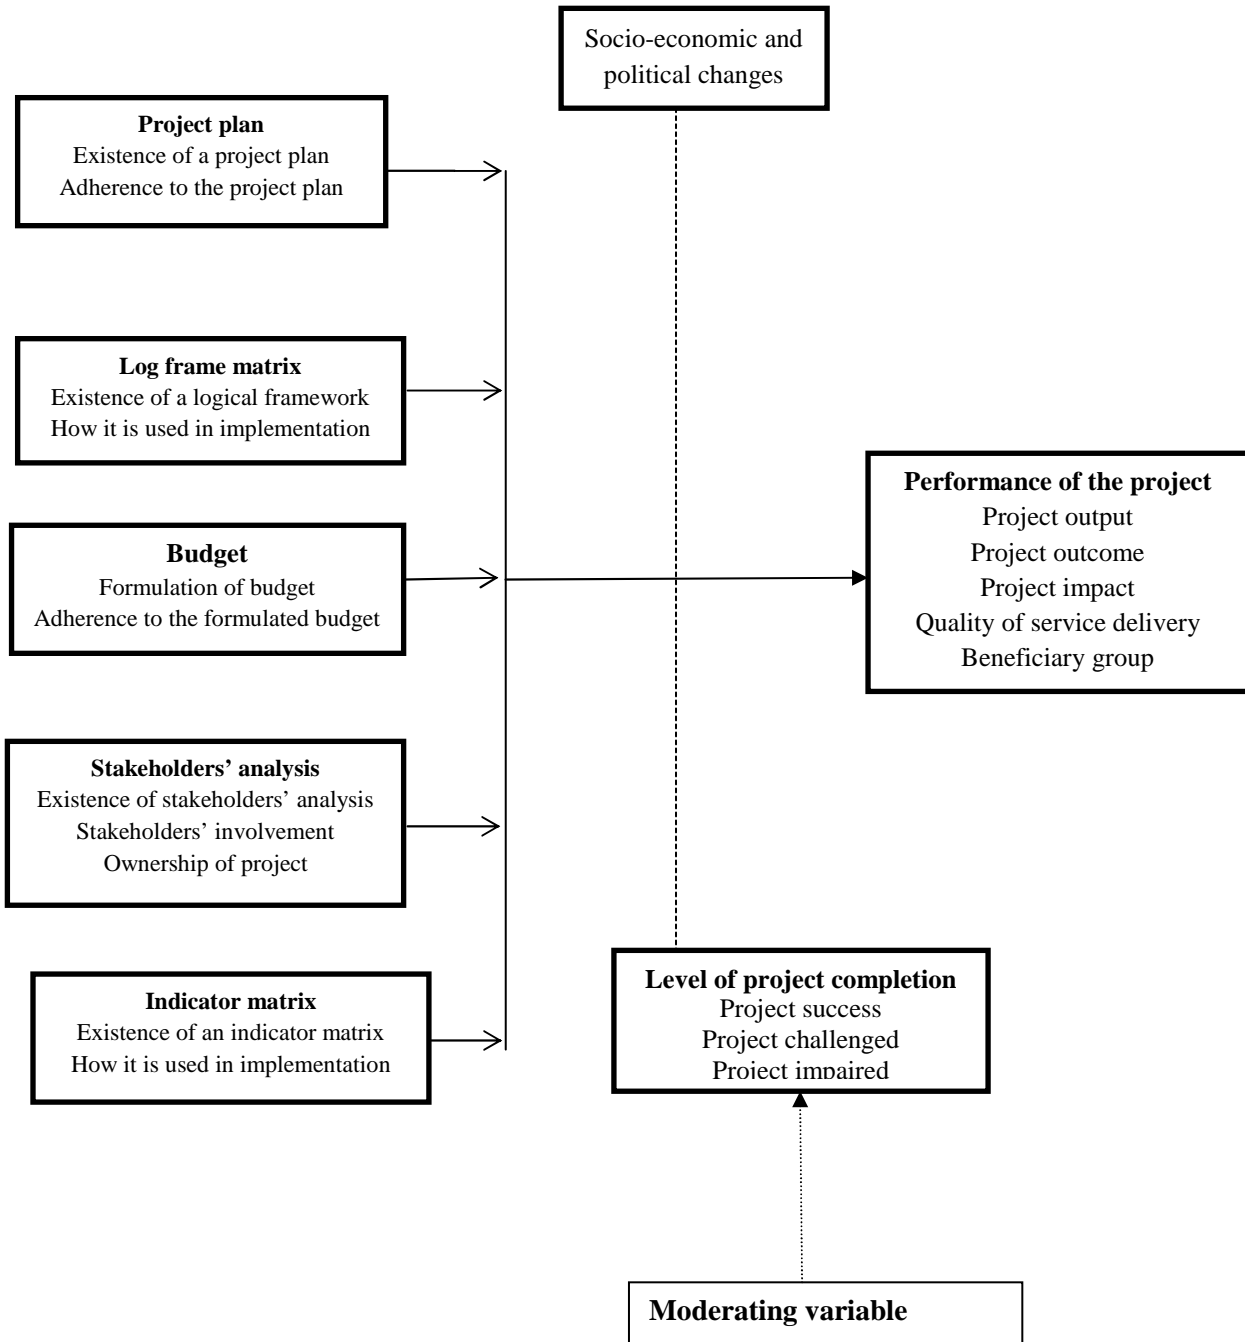 Socio-economic and
political changes
Project plan
Existence of a project plan
Adherence to the project plan
Log frame matrix
Existence of a logical framework
How it is used in implementation
Budget
Formulation of budget
Adherence to the formulated budget
Performance of the project
Project output
Project outcome
Project impact
Quality of service delivery
Beneficiary group
Stakeholders’ analysis
Existence of stakeholders’ analysis
Stakeholders’ involvement
Ownership of project
Indicator matrix
Existence of an indicator matrix
How it is used in implementation
Level of project completion
Project success
Project challenged
Project impaired
Moderating variable